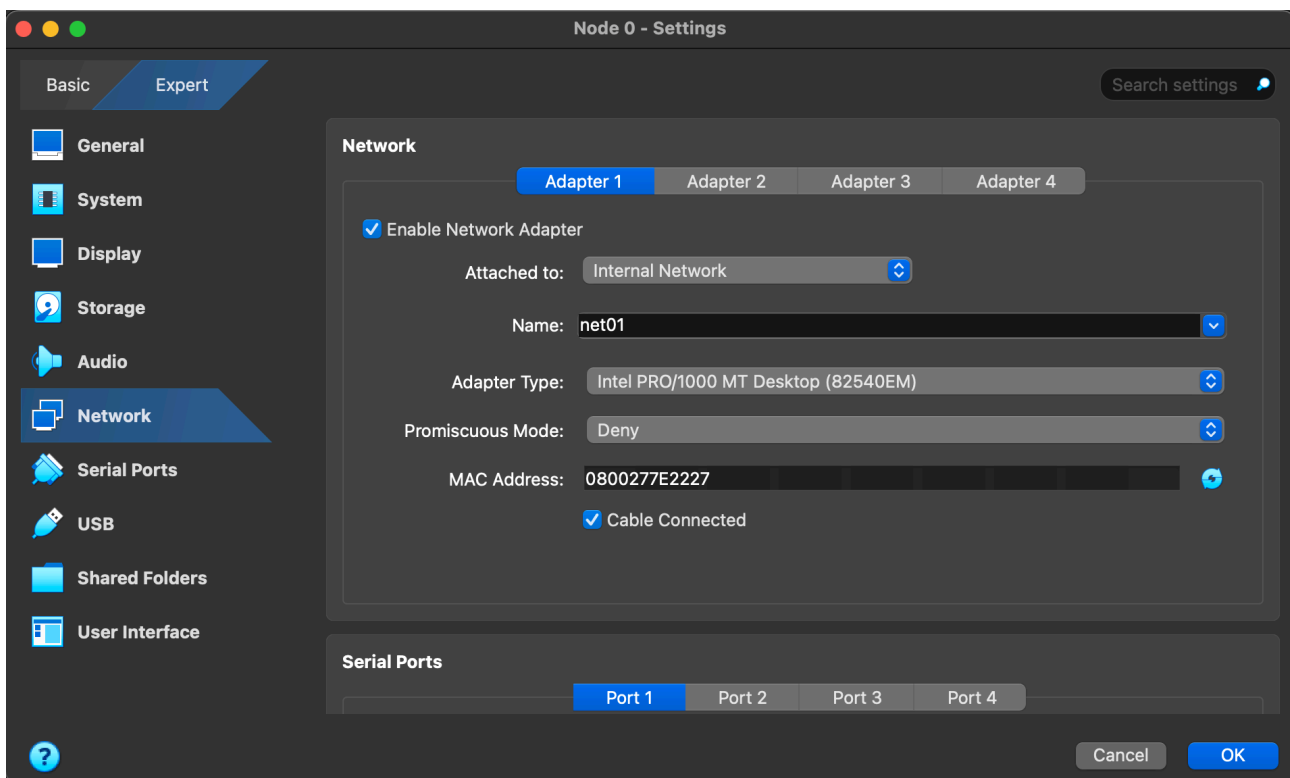 Node 0 - Settings
Basic
Expert
Search settings
General
System
Display
Storage
Audio
Network
Serial Ports
USB
Shared Folders
User Interface
Network
Adapter 1
Adapter 2
Adapter 3
Adapter 4
Enable Network Adapter
Attached to: Internal Network
Name: net01
Adapter Type: Intel PRO/1000 MT Desktop (82540EM)
Promiscuous Mode: Deny
MAC Address: 0800277E2227
Cable Connected
Serial Ports
Port 1
Port 2
Port 3
Port 4
?
Cancel
OK